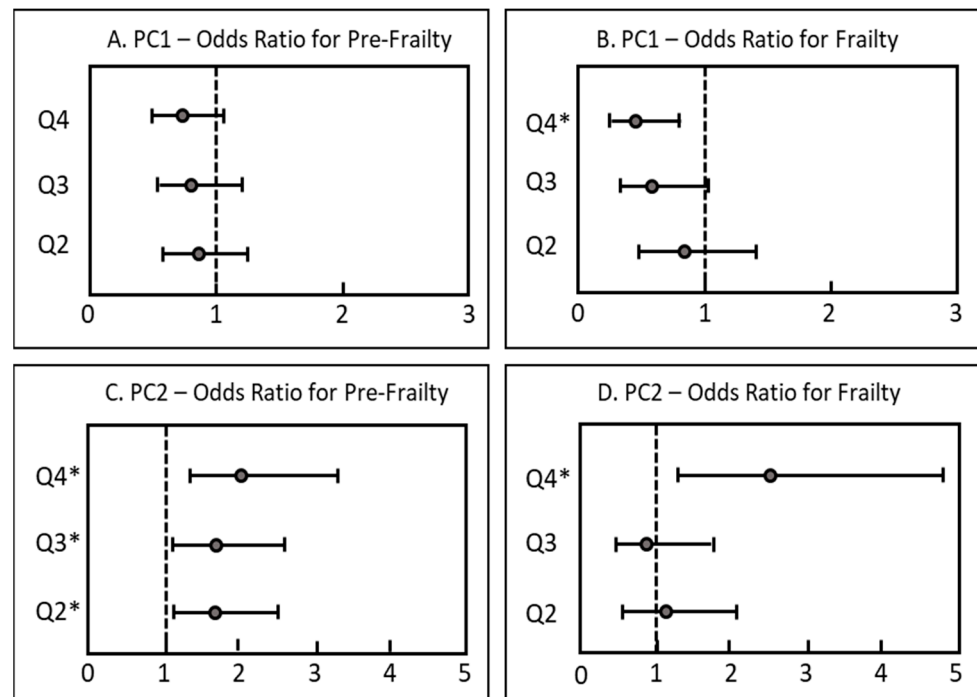 A. PC1 – Odds Ratio for Pre-Frailty
Q4
Q3
Q2
0 1 2 3
B. PC1 – Odds Ratio for Frailty
Q4*
Q3
Q2
0 1 2 3
C. PC2 – Odds Ratio for Pre-Frailty
Q4*
Q3*
Q2*
0 1 2 3 4 5
D. PC2 – Odds Ratio for Frailty
Q4*
Q3
Q2
0 1 2 3 4 5